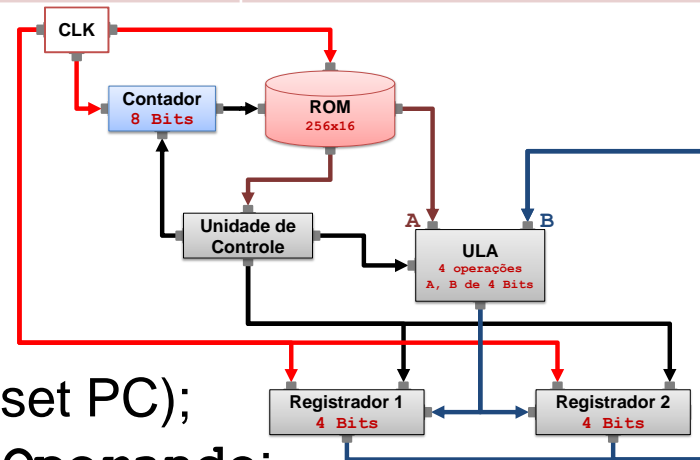 CLK
Contador
8 Bits
ROM
256x16
Unidade de
Controle
A
B
ULA
4 operações
A, B de 4 Bits
set PC);
Registrador 1
4 Bits
Registrador 2
4 Bits
Operando: